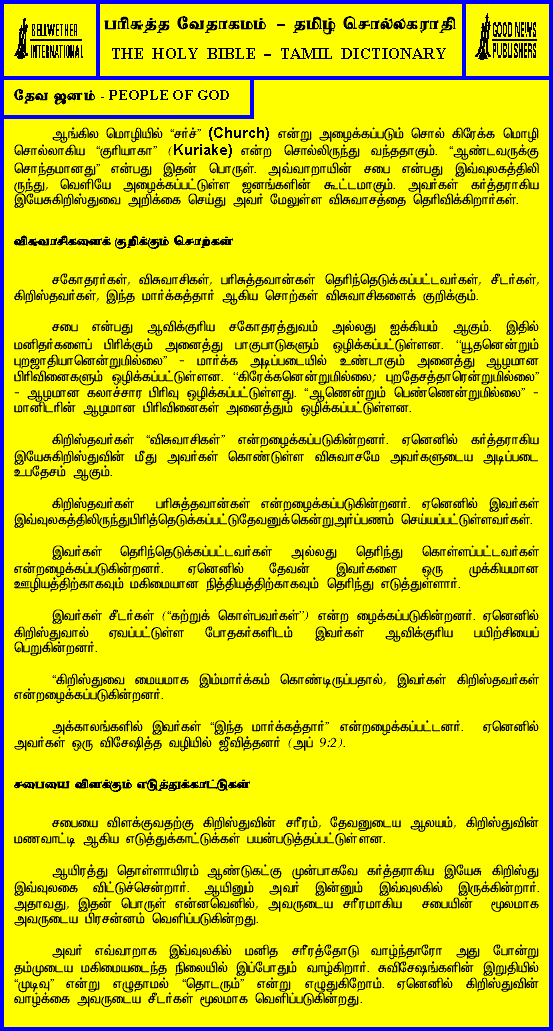 BELLWETHER
INTERNATIONAL
பரிசுத்த வேதாகமம் – தமிழ் சொல்லகராதி
THE HOLY BIBLE – TAMIL DICTIONARY
GOOD NEWS
PUBLISHERS
தேவ ஜனம் - PEOPLE OF GOD
ஆங்கில மொழியில் “சர்ச்” (Church) என்று அழைக்கப்படும் சொல் கிரேக்க மொழி
சொல்லாகிய “குரியாகா” (Kuriake) என்ற சொல்லிருந்து வந்ததாகும். “ஆண்டவருக்கு
சொந்தமானது” என்பது இதன் பொருள். அவ்வாறாயின் சபை என்பது இவ்வுலகத்திலி
ருந்து, வெளியே அழைக்கப்பட்டுள்ள ஜனங்களின் கூட்டமாகும். அவர்கள் கர்த்தராகிய
இயேசுகிறிஸ்துவை அறிக்கை செய்து அவர் மேலுள்ள விசுவாசத்தை தெரிவிக்கிறார்கள்.
விசுவாசிகளைக் குறிக்கும் சொற்கள்
சகோதரர்கள், விசுவாசிகள், பரிசுத்தவான்கள் தெரிந்தெடுக்கப்பட்டவர்கள், சீடர்கள்,
கிறிஸ்தவர்கள், இந்த மார்க்கத்தார் ஆகிய சொற்கள் விசுவாசிகளைக் குறிக்கும்.
சபை என்பது ஆவிக்குரிய சகோதரத்துவம் அல்லது ஐக்கியம் ஆகும். இதில்
மனிதர்களைப் பிரிக்கும் அனைத்து பாகுபாடுகளும் ஒழிக்கப்பட்டுள்ளன. “யூதனென்றும்
புறஜாதியானென்றுமில்லை” – மார்க்க அடிப்படையில் உண்டாகும் அனைத்து ஆழமான
பிரிவினைகளும் ஒழிக்கப்பட்டுள்ளன. “கிரேக்கனென்றுமில்லை; புறதேசத்தாரென்றுமில்லை”
– ஆழமான கலாச்சார பிரிவு ஒழிக்கப்பட்டுள்ளது. “ஆணென்றும் பெண்ணென்றுமில்லை” –
மானிடரின் ஆழமான பிரிவினைகள் அனைத்தும் ஒழிக்கப்பட்டுள்ளன.
கிறிஸ்தவர்கள் “விசுவாசிகள்” என்றழைக்கப்படுகின்றனர். ஏனெனில் கர்த்தராகிய
இயேசுகிறிஸ்துவின் மீது அவர்கள் கொண்டுள்ள விசுவாசமே அவர்களுடைய அடிப்படை
உபதேசம் ஆகும்.
கிறிஸ்தவர்கள் பரிசுத்தவான்கள் என்றழைக்கப்படுகின்றனர். ஏனெனில் இவர்கள்
இவ்வுலகத்திலிருந்துபிரித்தெடுக்கப்பட்டுதேவனுக்கென்றுஅர்ப்பணம் செய்யப்பட்டுள்ளவர்கள்.
இவர்கள் தெரிந்தெடுக்கப்பட்டவர்கள் அல்லது தெரிந்து கொள்ளப்பட்டவர்கள்
என்றழைக்கப்படுகின்றனர். ஏனெனில் தேவன் இவர்களை ஒரு முக்கியமான
ஊழியத்திற்காகவும் மகிமையான நித்தியத்திற்காகவும் தெரிந்து எடுத்துள்ளார்.
இவர்கள் சீடர்கள் (“கற்றுக் கொள்பவர்கள்”) என்ற ழைக்கப்படுகின்றனர். ஏனெனில்
கிறிஸ்துவால் ஏவப்பட்டுள்ள போதகர்களிடம் இவர்கள் ஆவிக்குரிய பயிற்சியைப்
பெறுகின்றனர்.
“கிறிஸ்துவை மையமாக இம்மார்க்கம் கொண்டிருப்பதால், இவர்கள் கிறிஸ்தவர்கள்
என்றழைக்கப்படுகின்றனர்.
அக்காலங்களில் இவர்கள் “இந்த மார்க்கத்தார்” என்றழைக்கப்பட்டனர். ஏனெனில்
அவர்கள் ஒரு விசேஷித்த வழியில் ஜீவித்தனர் (அப் 9:2).
சபையை விளக்கும் எடுத்துக்காட்டுகள்
சபையை விளக்குவதற்கு கிறிஸ்துவின் சரீரம், தேவனுடைய ஆலயம், கிறிஸ்துவின்
மணவாட்டி ஆகிய எடுத்துக்காட்டுக்கள் பயன்படுத்தப்பட்டுள்ளன.
ஆயிரத்து தொள்ளாயிரம் ஆண்டுகட்கு முன்பாகவே கர்த்தராகிய இயேசு கிறிஸ்து
இவ்வுலகை விட்டுச்சென்றார். ஆயினும் அவர் இன்னும் இவ்வுலகில் இருக்கின்றார்.
அதாவது, இதன் பொருள் என்னவெனில், அவருடைய சரீரமாகிய சபையின் மூலமாக
அவருடைய பிரசன்னம் வெளிப்படுகின்றது.
அவர் எவ்வாறாக இவ்வுலகில் மனித சரீரத்தோடு வாழ்ந்தாரோ அது போன்று
தம்முடைய மகிமையடைந்த நிலையில் இப்போதும் வாழ்கிறார். சுவிசேஷங்களின் இறுதியில்
“முடிவு” என்று எழுதாமல் “தொடரும்” என்று எழுதுகிறோம். ஏனெனில் கிறிஸ்துவின்
வாழ்க்கை அவருடைய சீடர்கள் மூலமாக வெளிப்படுகின்றது.